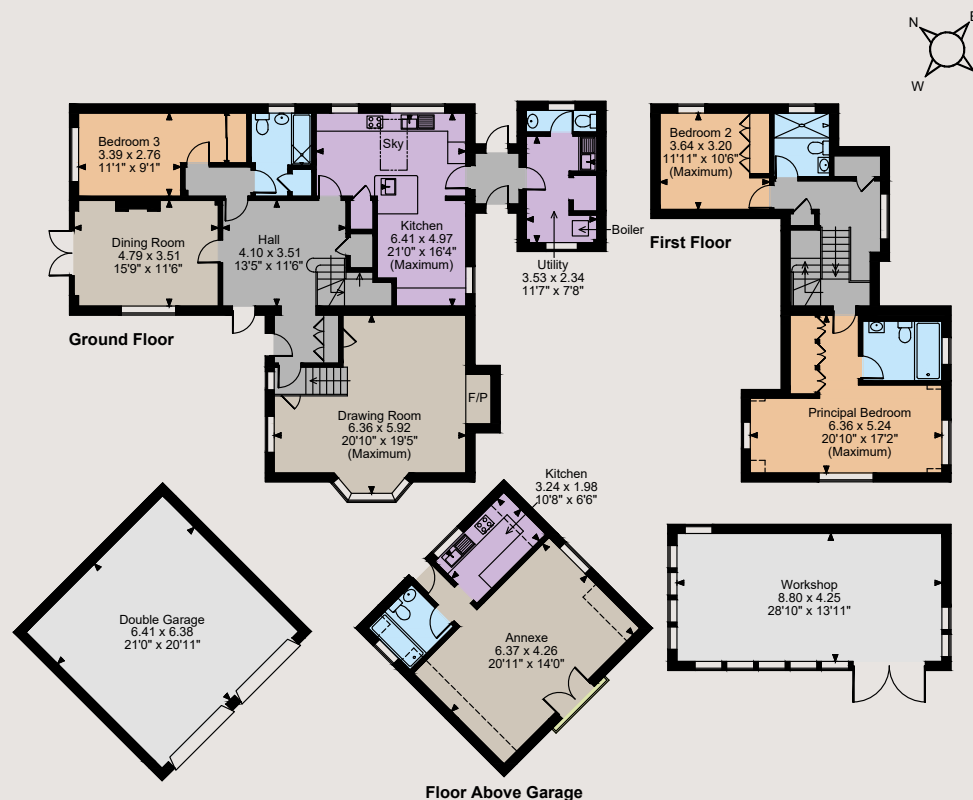 N
E
W
Bedroom 3
3.39 x 2.76
11'1" x 9'1"
Sky
Bedroom 2
3.64 x 3.20
11'11" x 10'6"
(Maximum)
Dining Room
4.79 x 3.51
15'9" x 11'6"
Hall
4.10 x 3.51
13'5" x 11'6"
Kitchen
6.41 x 4.97
21'0" x 16'4"
(Maximum)
Boiler
First Floor
Utility
3.53 x 2.34
11'7" x 7'8"
Ground Floor
F/P
Drawing Room
6.36 x 5.92
20'10" x 19'5"
(Maximum)
Principal Bedroom
6.36 x 5.24
20'10" x 17'2"
(Maximum)
Kitchen
3.24 x 1.98
10'8" x 6'6"
Double Garage
6.41 x 6.38
21'0" x 20'11"
Annexe
6.37 x 4.26
20'11" x 14'0"
Workshop
8.80 x 4.25
28'10" x 13'11"
Floor Above Garage